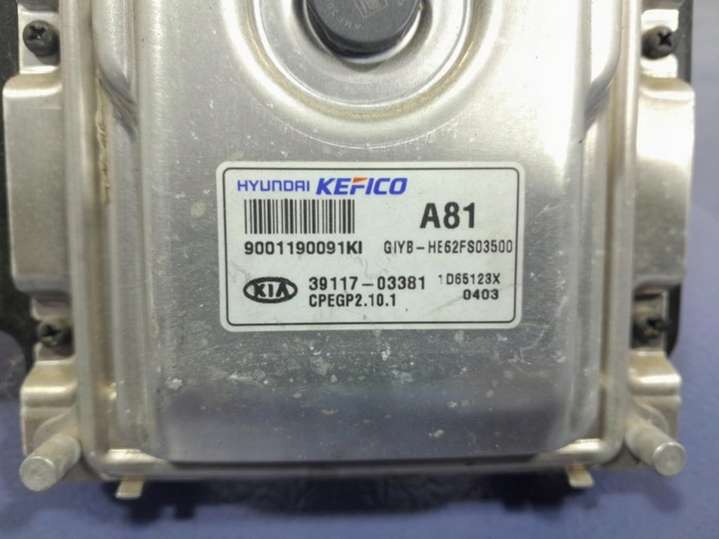 HYUNDAI KEFICO
A81
9001190091KI GIYB-HE62FS03500
KIA 39117-03381 1D65123X
CPEGP2.10.1 0403